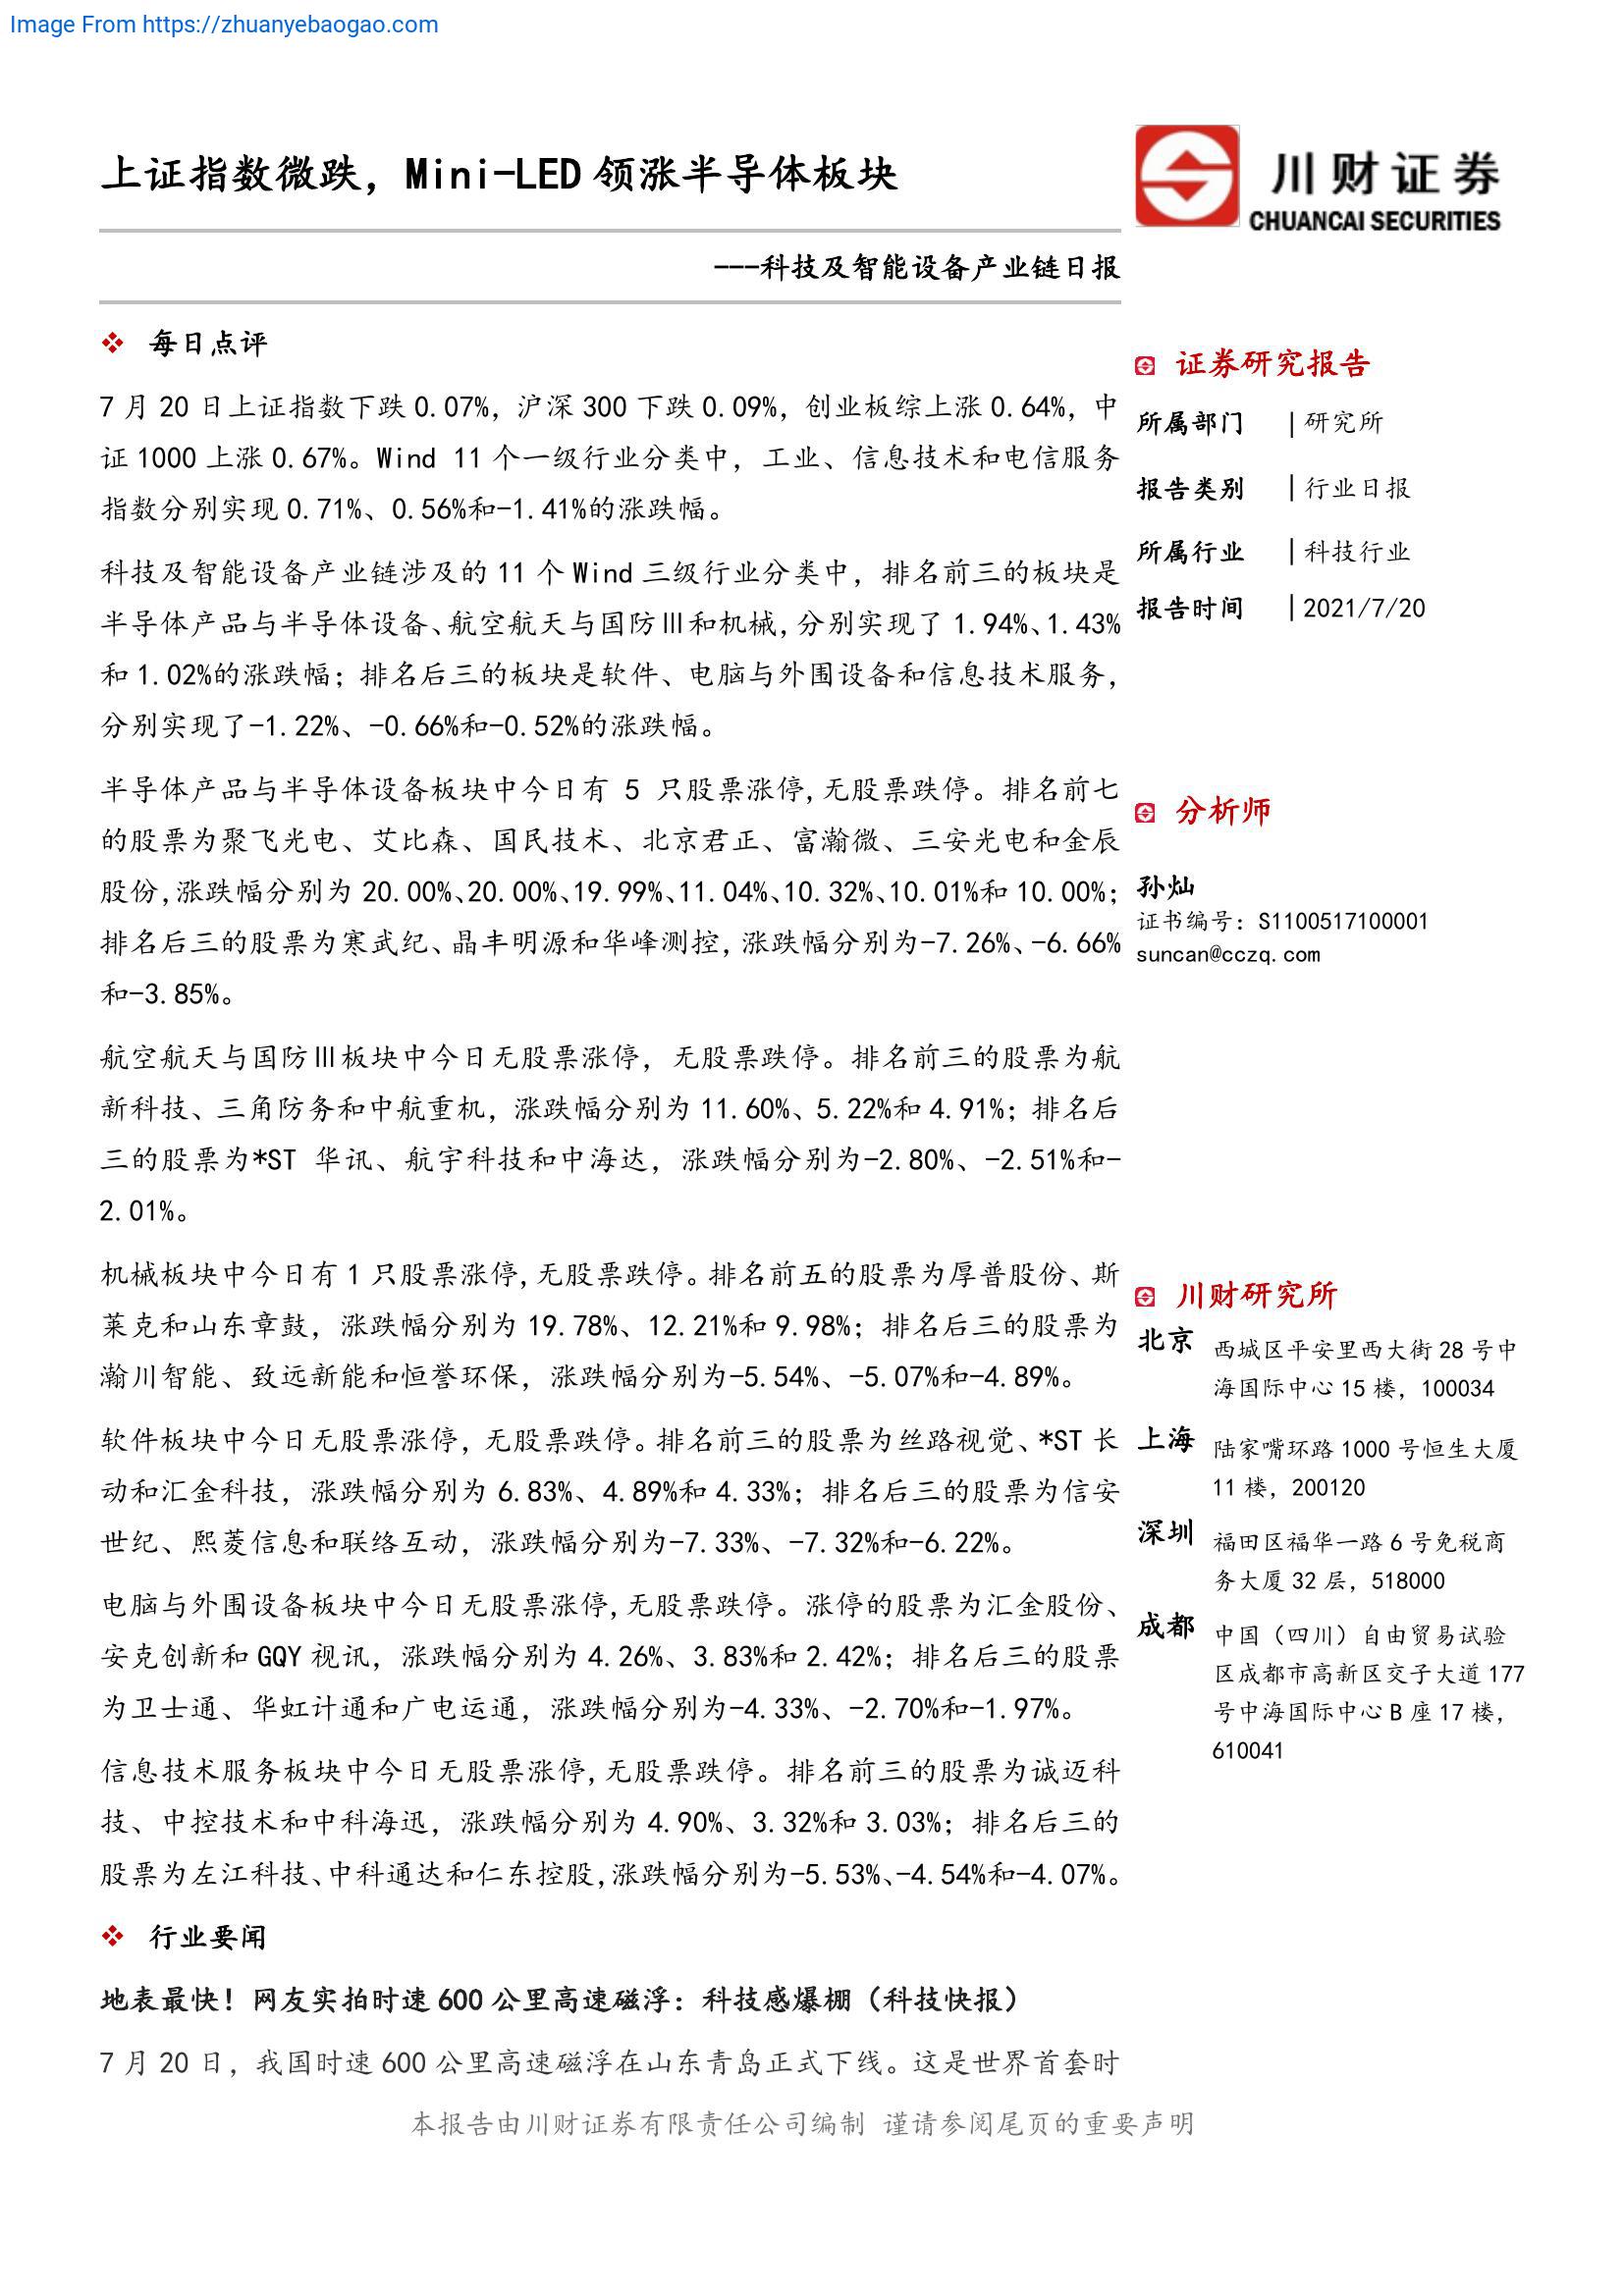 Image From https://zhuanyebaogao.com
上证指数微跌，Mini-LED 领涨半导体板块
川财证券
CHUANCAI SECURITIES
---科技及智能设备产业链日报
每日点评
7 月 20 日上证指数下跌 0.07%，沪深 300 下跌 0.09%，创业板综上涨 0.64%，中
证 1000 上涨 0.67%。Wind 11 个一级行业分类中，工业、信息技术和电信服务
指数分别实现 0.71%、0.56%和-1.41%的涨跌幅。
科技及智能设备产业链涉及的 11 个 Wind 三级行业分类中，排名前三的板块是
半导体产品与半导体设备、航空航天与国防Ⅲ和机械，分别实现了 1.94%、1.43%
和 1.02%的涨跌幅；排名后三的板块是软件、电脑与外围设备和信息技术服务，
分别实现了-1.22%、-0.66%和-0.52%的涨跌幅。
半导体产品与半导体设备板块中今日有 5 只股票涨停，无股票跌停。排名前七
的股票为聚飞光电、艾比森、国民技术、北京君正、富瀚微、三安光电和金辰
股份，涨跌幅分别为 20.00%、20.00%、19.99%、11.04%、10.32%、10.01%和 10.00%；
排名后三的股票为寒武纪、晶丰明源和华峰测控，涨跌幅分别为-7.26%、-6.66%
和-3.85%。
航空航天与国防Ⅲ板块中今日无股票涨停，无股票跌停。排名前三的股票为航
新科技、三角防务和中航重机，涨跌幅分别为 11.60%、5.22%和 4.91%；排名后
三的股票为*ST 华讯、航宇科技和中海达，涨跌幅分别为-2.80%、-2.51%和-
2.01%。
机械板块中今日有 1 只股票涨停，无股票跌停。排名前五的股票为厚普股份、斯
莱克和山东章鼓，涨跌幅分别为 19.78%、12.21%和 9.98%；排名后三的股票为
瀚川智能、致远新能和恒誉环保，涨跌幅分别为-5.54%、-5.07%和-4.89%。
软件板块中今日无股票涨停，无股票跌停。排名前三的股票为丝路视觉、*ST 长
动和汇金科技，涨跌幅分别为 6.83%、4.89%和 4.33%；排名后三的股票为信安
世纪、熙菱信息和联络互动，涨跌幅分别为-7.33%、-7.32%和-6.22%。
电脑与外围设备板块中今日无股票涨停，无股票跌停。涨停的股票为汇金股份、
安克创新和 GQY 视讯，涨跌幅分别为 4.26%、3.83%和 2.42%；排名后三的股票
为卫士通、华虹计通和广电运通，涨跌幅分别为-4.33%、-2.70%和-1.97%。
信息技术服务板块中今日无股票涨停，无股票跌停。排名前三的股票为诚迈科
技、中控技术和中科海迅，涨跌幅分别为 4.90%、3.32%和 3.03%；排名后三的
股票为左江科技、中科通达和仁东控股，涨跌幅分别为-5.53%、-4.54%和-4.07%。
行业要闻
地表最快！网友实拍时速 600 公里高速磁浮：科技感爆棚（科技快报）
7 月 20 日，我国时速 600 公里高速磁浮在山东青岛正式下线。这是世界首套时
证券研究报告
所属部门 | 研究所
报告类别 | 行业日报
所属行业 | 科技行业
报告时间 | 2021/7/20
分析师
孙灿
证书编号：S1100517100001
suncan@cczq.com
川财研究所
北京 西城区平安里西大街 28 号中
海国际中心 15 楼，100034
上海 陆家嘴环路 1000 号恒生大厦
11 楼，200120
深圳 福田区福华一路 6 号免税商
务大厦 32 层，518000
成都 中国（四川）自由贸易试验
区成都市高新区交子大道 177
号中海国际中心 B 座 17 楼，
610041
本报告由川财证券有限责任公司编制 谨请参阅尾页的重要声明